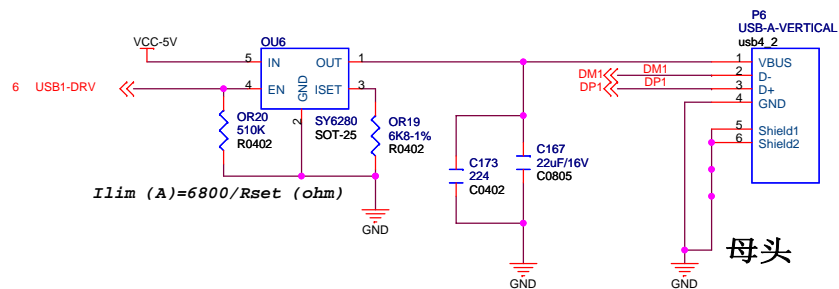 P6
USB-A-VERTICAL
usb4_2
VCC-5V
OU6
5 IN OUT 1
4 EN GND ISET 3
2
SY6280
SOT-25
6 USB1-DRV
OR20
510K
R0402
OR19
6K8-1%
R0402
Ilim (A)=6800/Rset (ohm)
GND
C173
224
C0402
C167
22uF/16V
C0805
GND
1 VBUS
DM1 DM1 2 D-
DP1 DP1 3 D+
4 GND
5 Shield1
6 Shield2
母头
GND